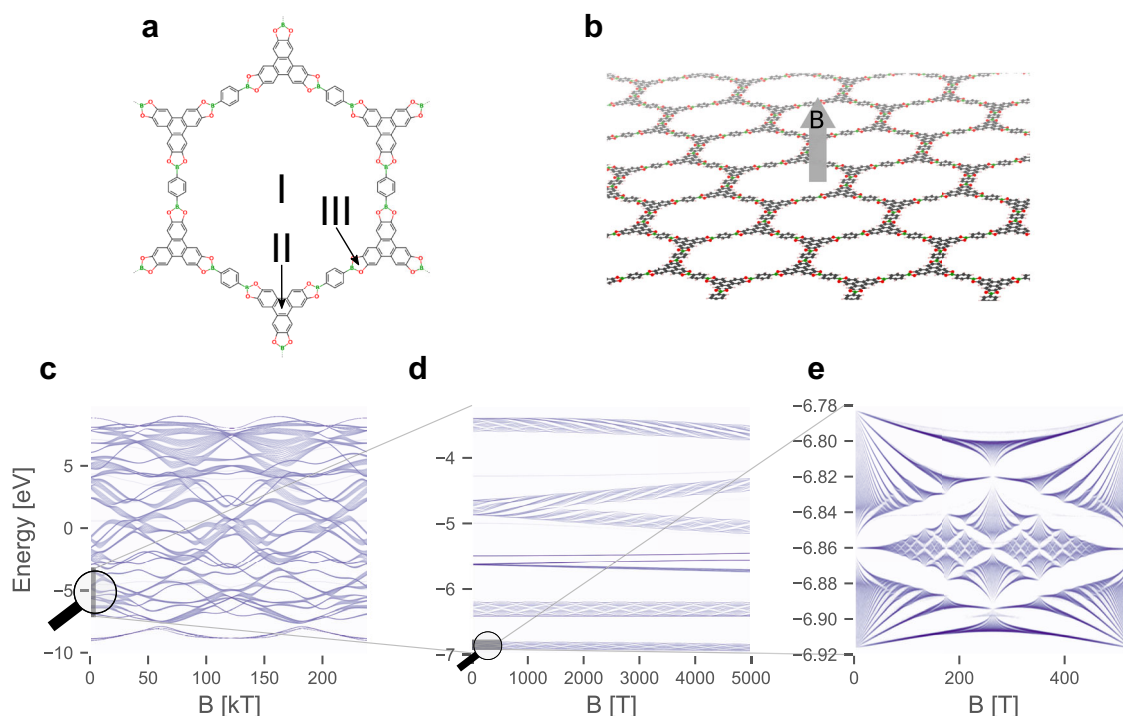 a
b
I
II
III
B
c
d
e
Energy [eV]
5
0
−5
−10
0
50
100
150
200
B [kT]
−4
−5
−6
−7
0
1000
2000
3000
4000
5000
B [T]
−6.78
−6.80
−6.82
−6.84
−6.86
−6.88
−6.90
−6.92
0
200
400
B [T]